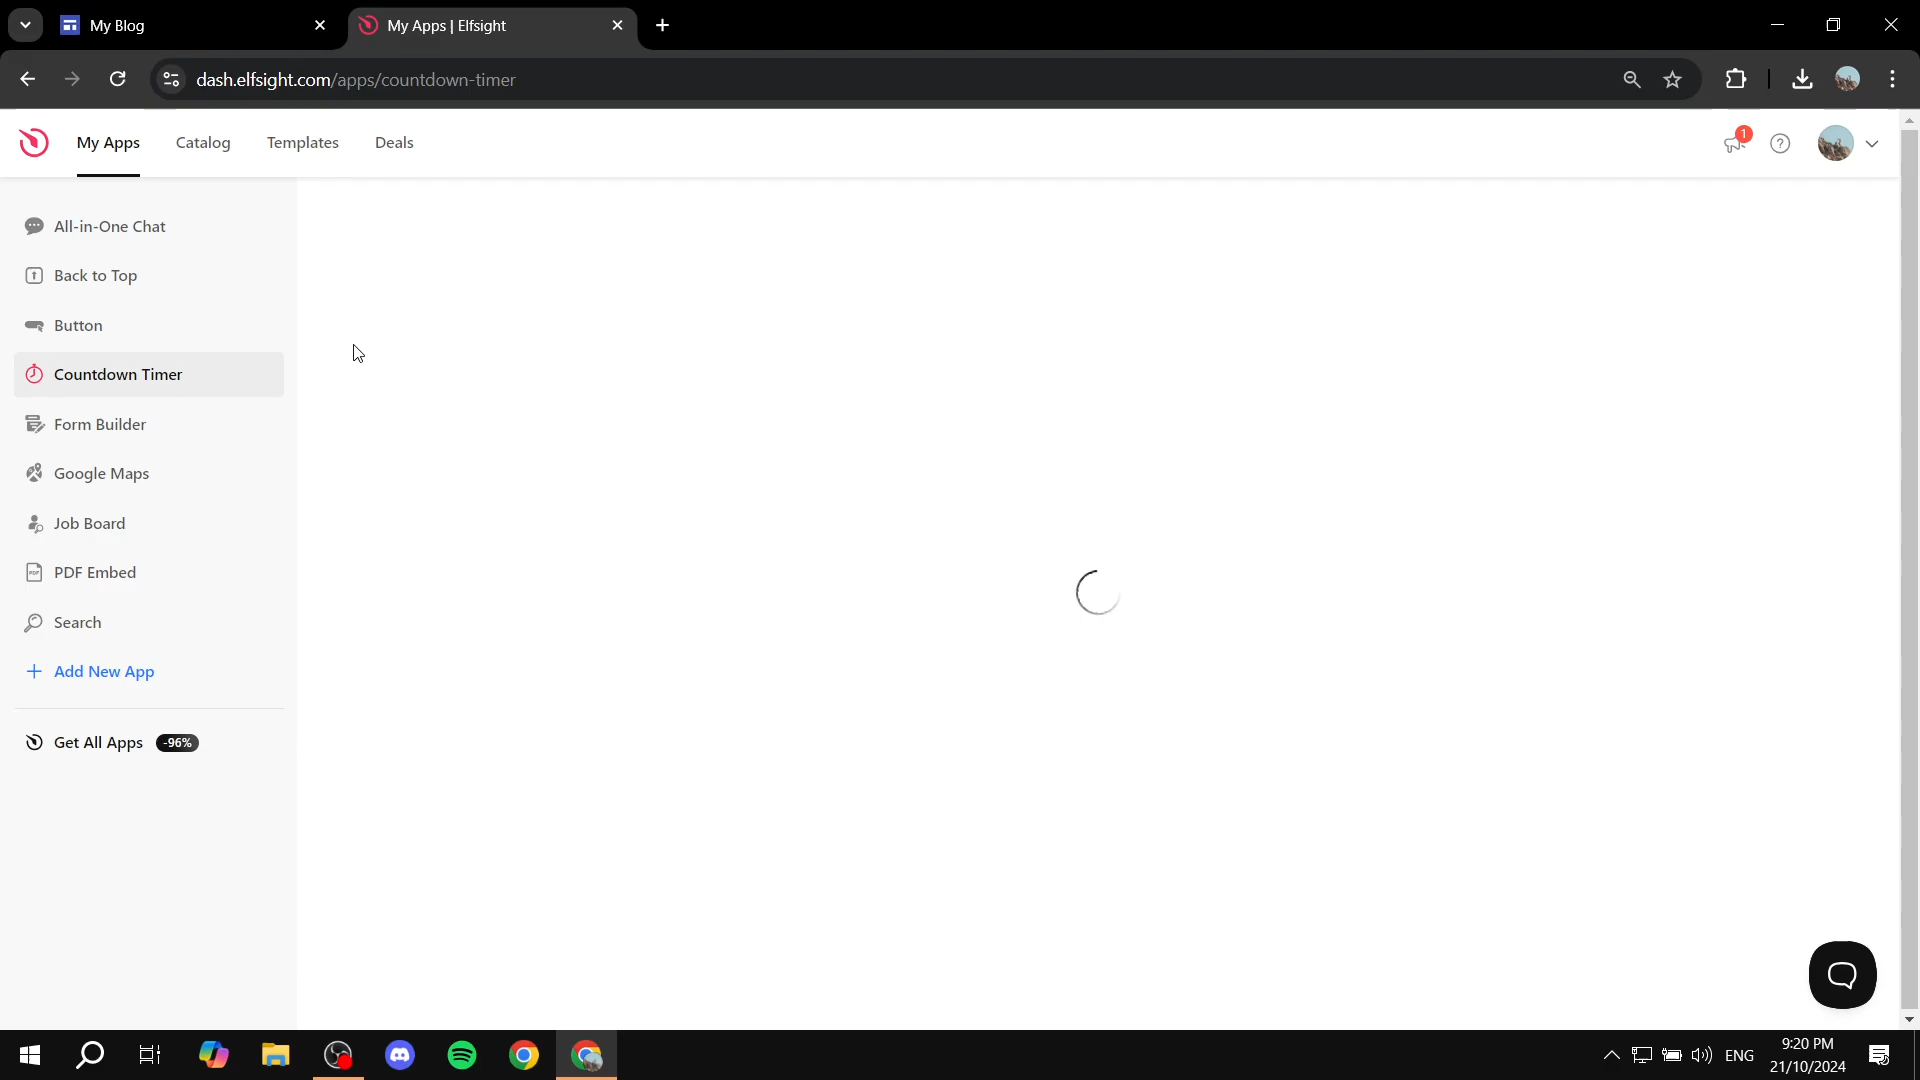 My Blog
My Apps | Elfsight
dash.elfsight.com/apps/countdown-timer
My Apps
Catalog
Templates
Deals
1
All-in-One Chat
Back to Top
Button
Countdown Timer
Form Builder
Google Maps
Job Board
PDF Embed
Search
Add New App
Get All Apps -96%
ENG
9:20 PM
21/10/2024